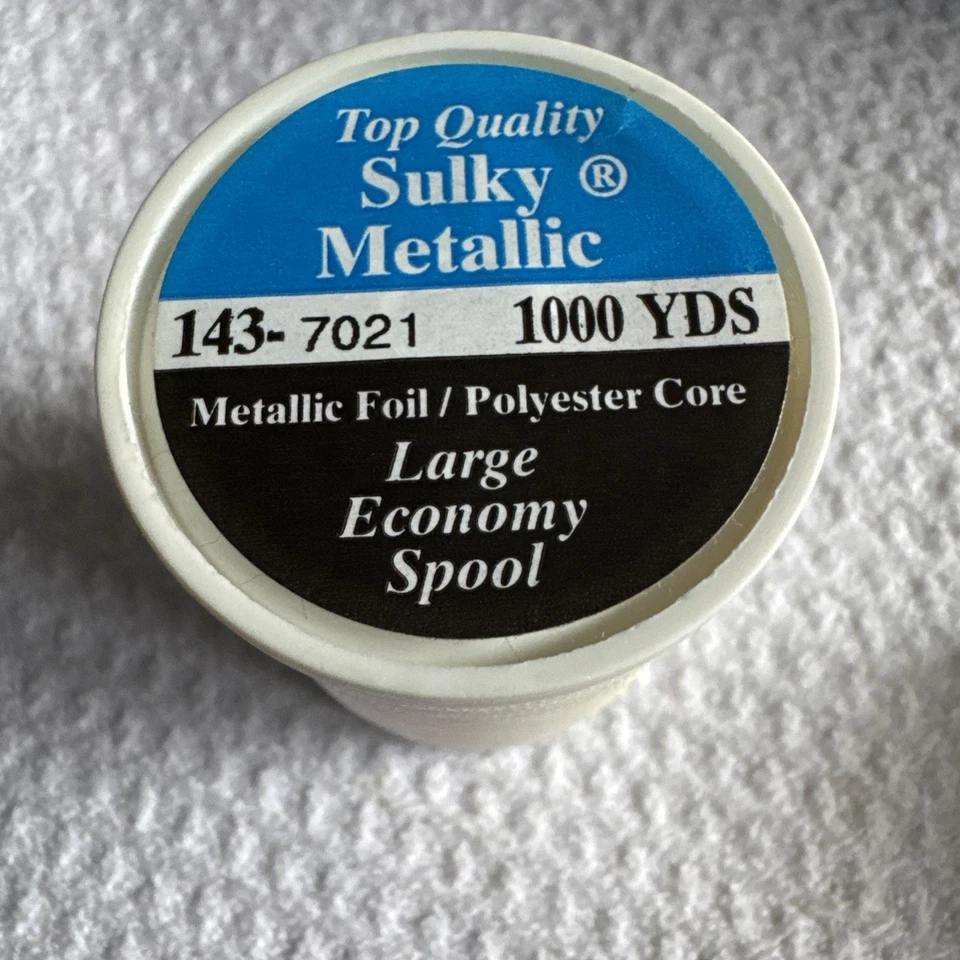 Top Quality
Sulky ®
Metallic
143- 7021 1000 YDS
Metallic Foil / Polyester Core
Large
Economy
Spool